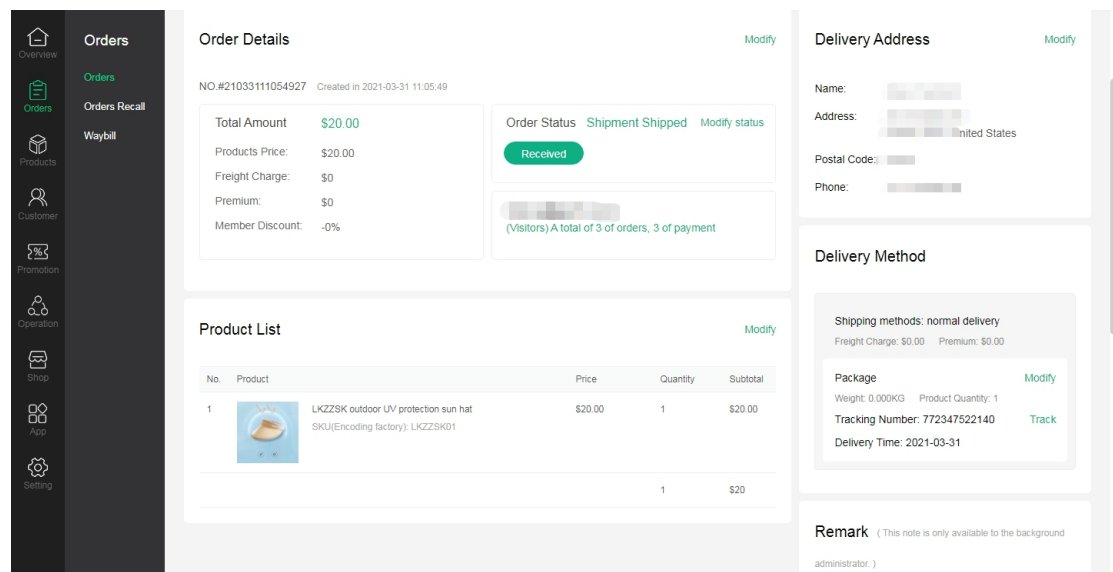 Overview
Orders
Products
Customer
Promotion
Operation
Shop
App
Setting
Orders
Orders
Orders Recall
Waybill
Order Details
Modify
NO.#21033111054927 Created in 2021-03-31 11:05:49
Total Amount $20.00
Products Price: $20.00
Freight Charge: $0
Premium: $0
Member Discount: -0%
Order Status Shipment Shipped Modify status
Received
(Visitors) A total of 3 of orders, 3 of payment
Product List
Modify
No. Product Price Quantity Subtotal
1 LKZZSK outdoor UV protection sun hat $20.00 1 $20.00
SKU(Encoding factory): LKZZSK01
1 $20
Delivery Address
Modify
Name:
Address:
States
Postal Code:
Phone:
Delivery Method
Shipping methods: normal delivery
Freight Charge: $0.00 Premium: $0.00
Package Modify
Weight: 0.000KG Product Quantity: 1
Tracking Number: 772347522140 Track
Delivery Time: 2021-03-31
Remark ( This note is only available to the background
administrator. )